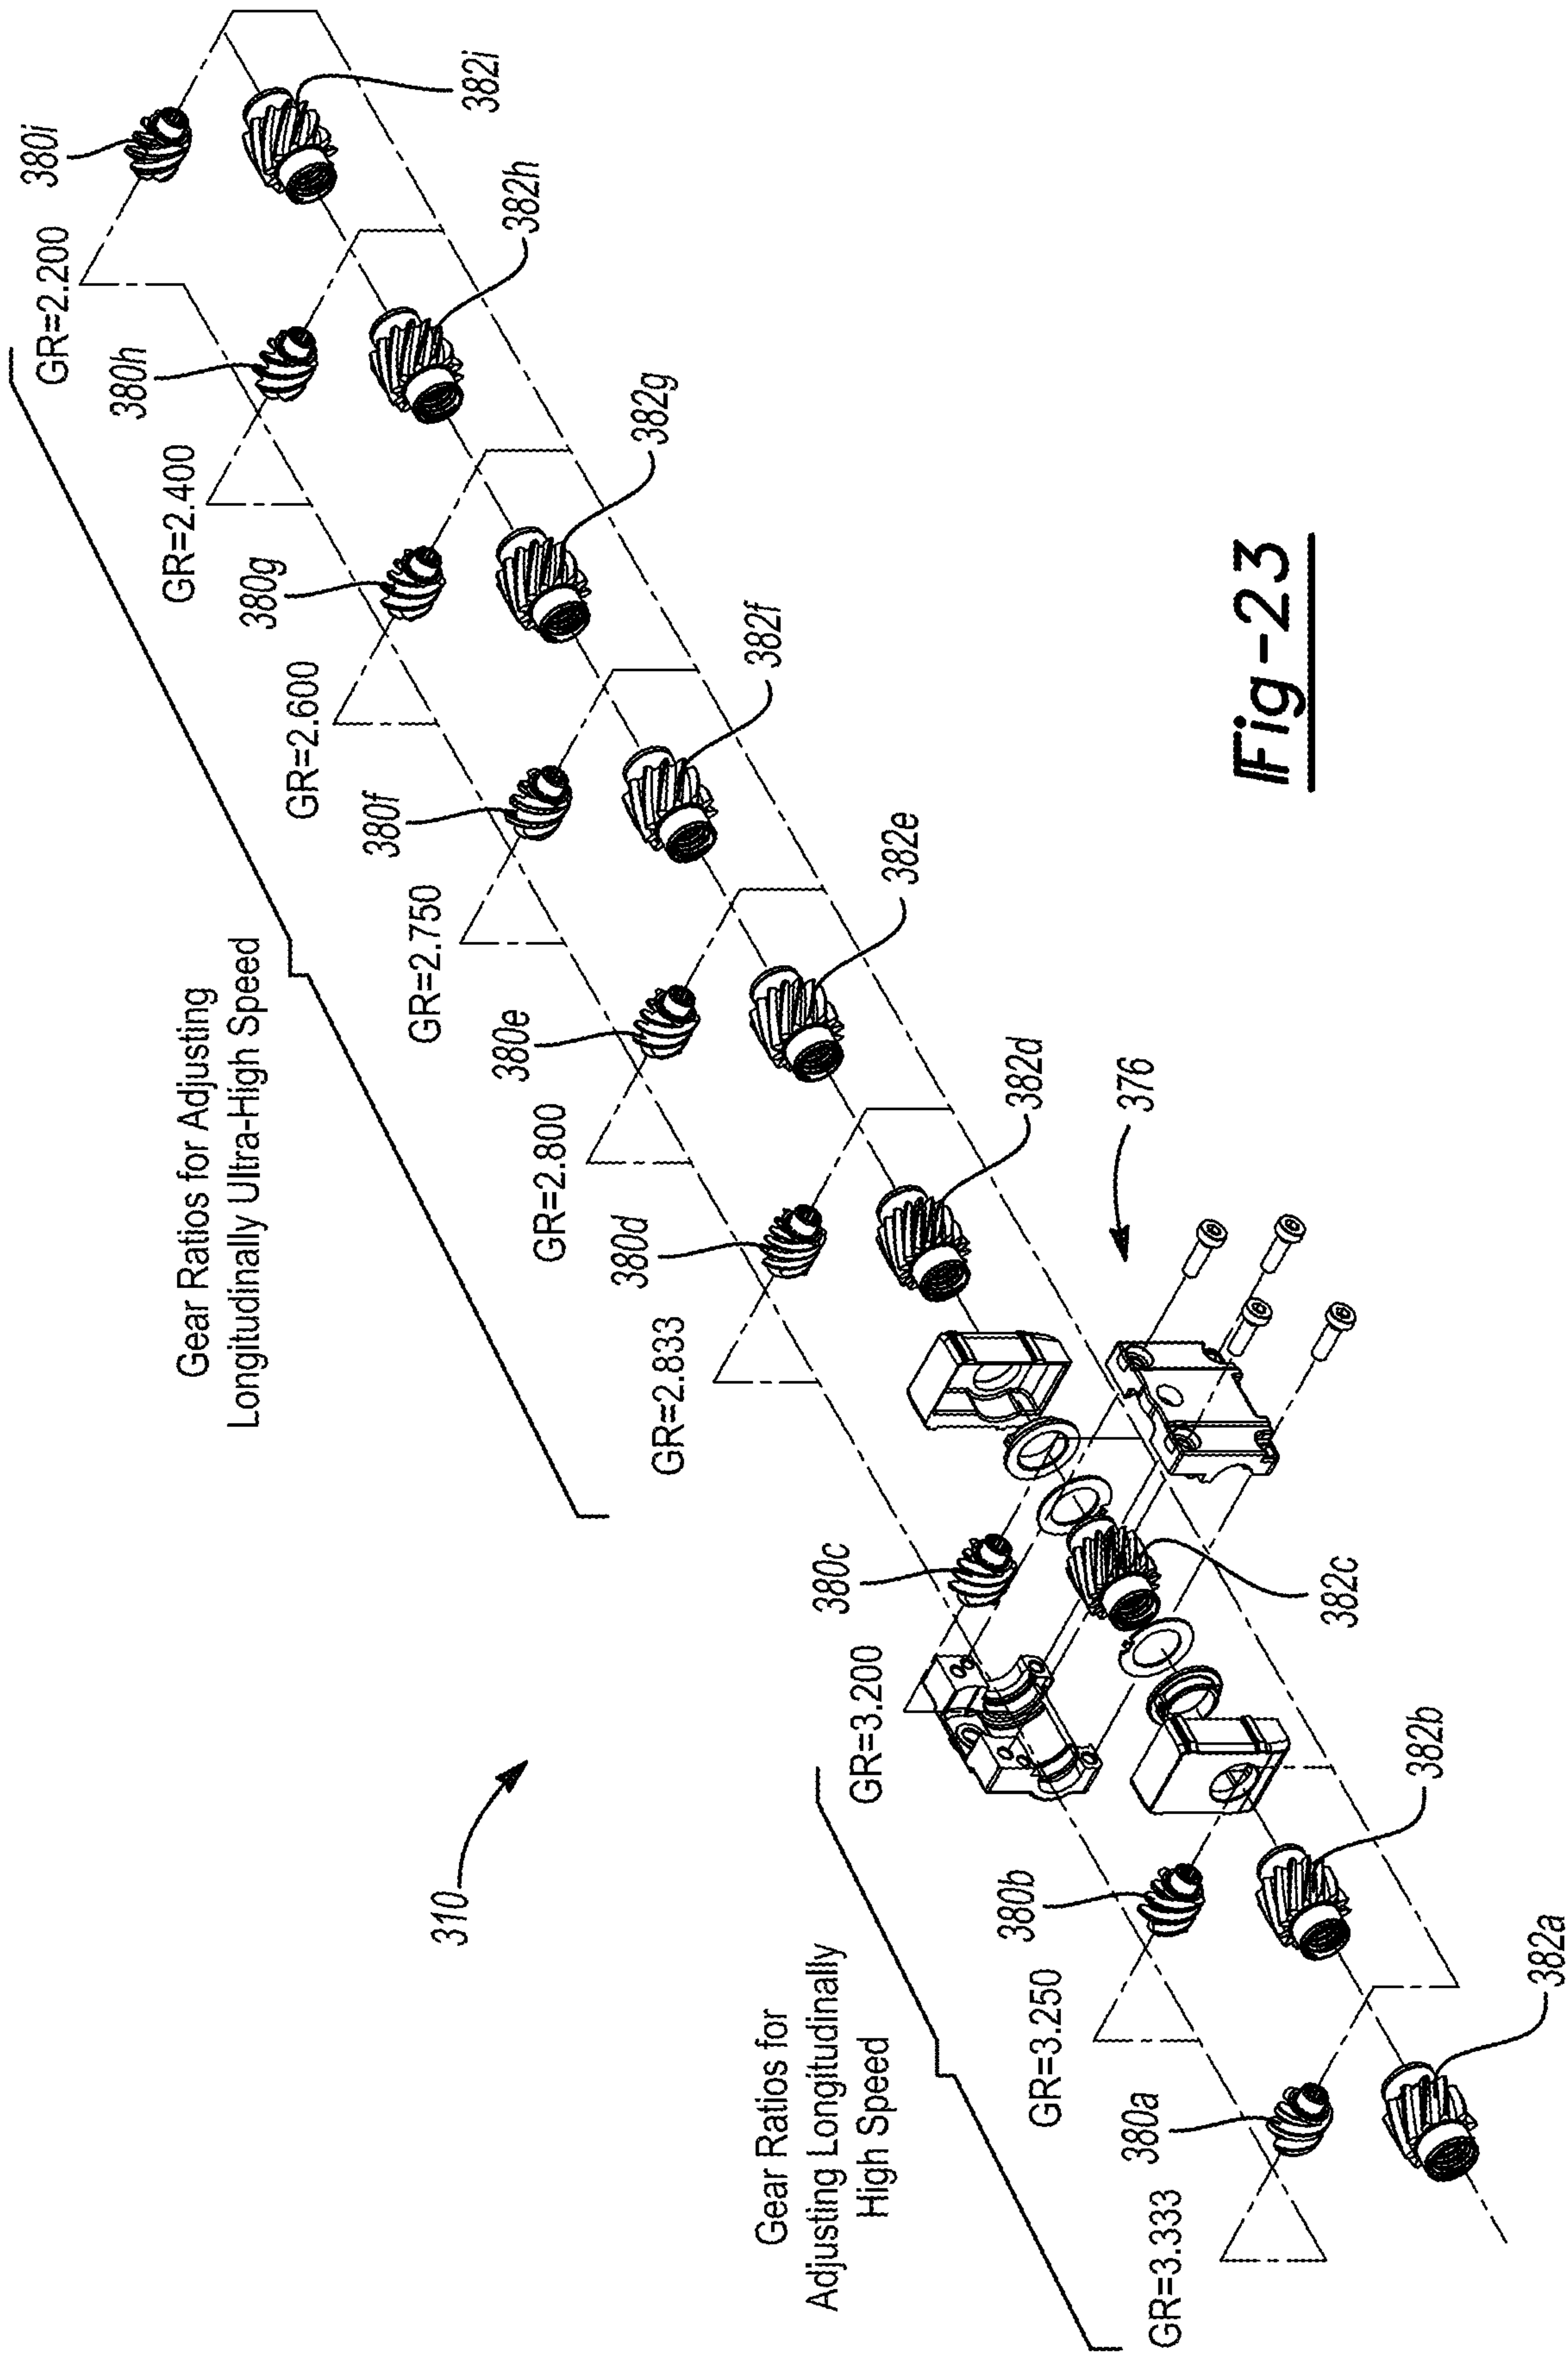 Gear Ratios for Adjusting
Longitudinally Ultra-High Speed
GR=2.200
380i
382i
GR=2.400
380h
382h
GR=2.600
380g
382g
GR=2.750
380f
382f
GR=2.800
380e
382e
GR=2.833
380d
382d
376
310
Gear Ratios for
Adjusting Longitudinally
High Speed
GR=3.200
380c
382c
GR=3.250
380b
382b
GR=3.333
380a
382a
Fig-23